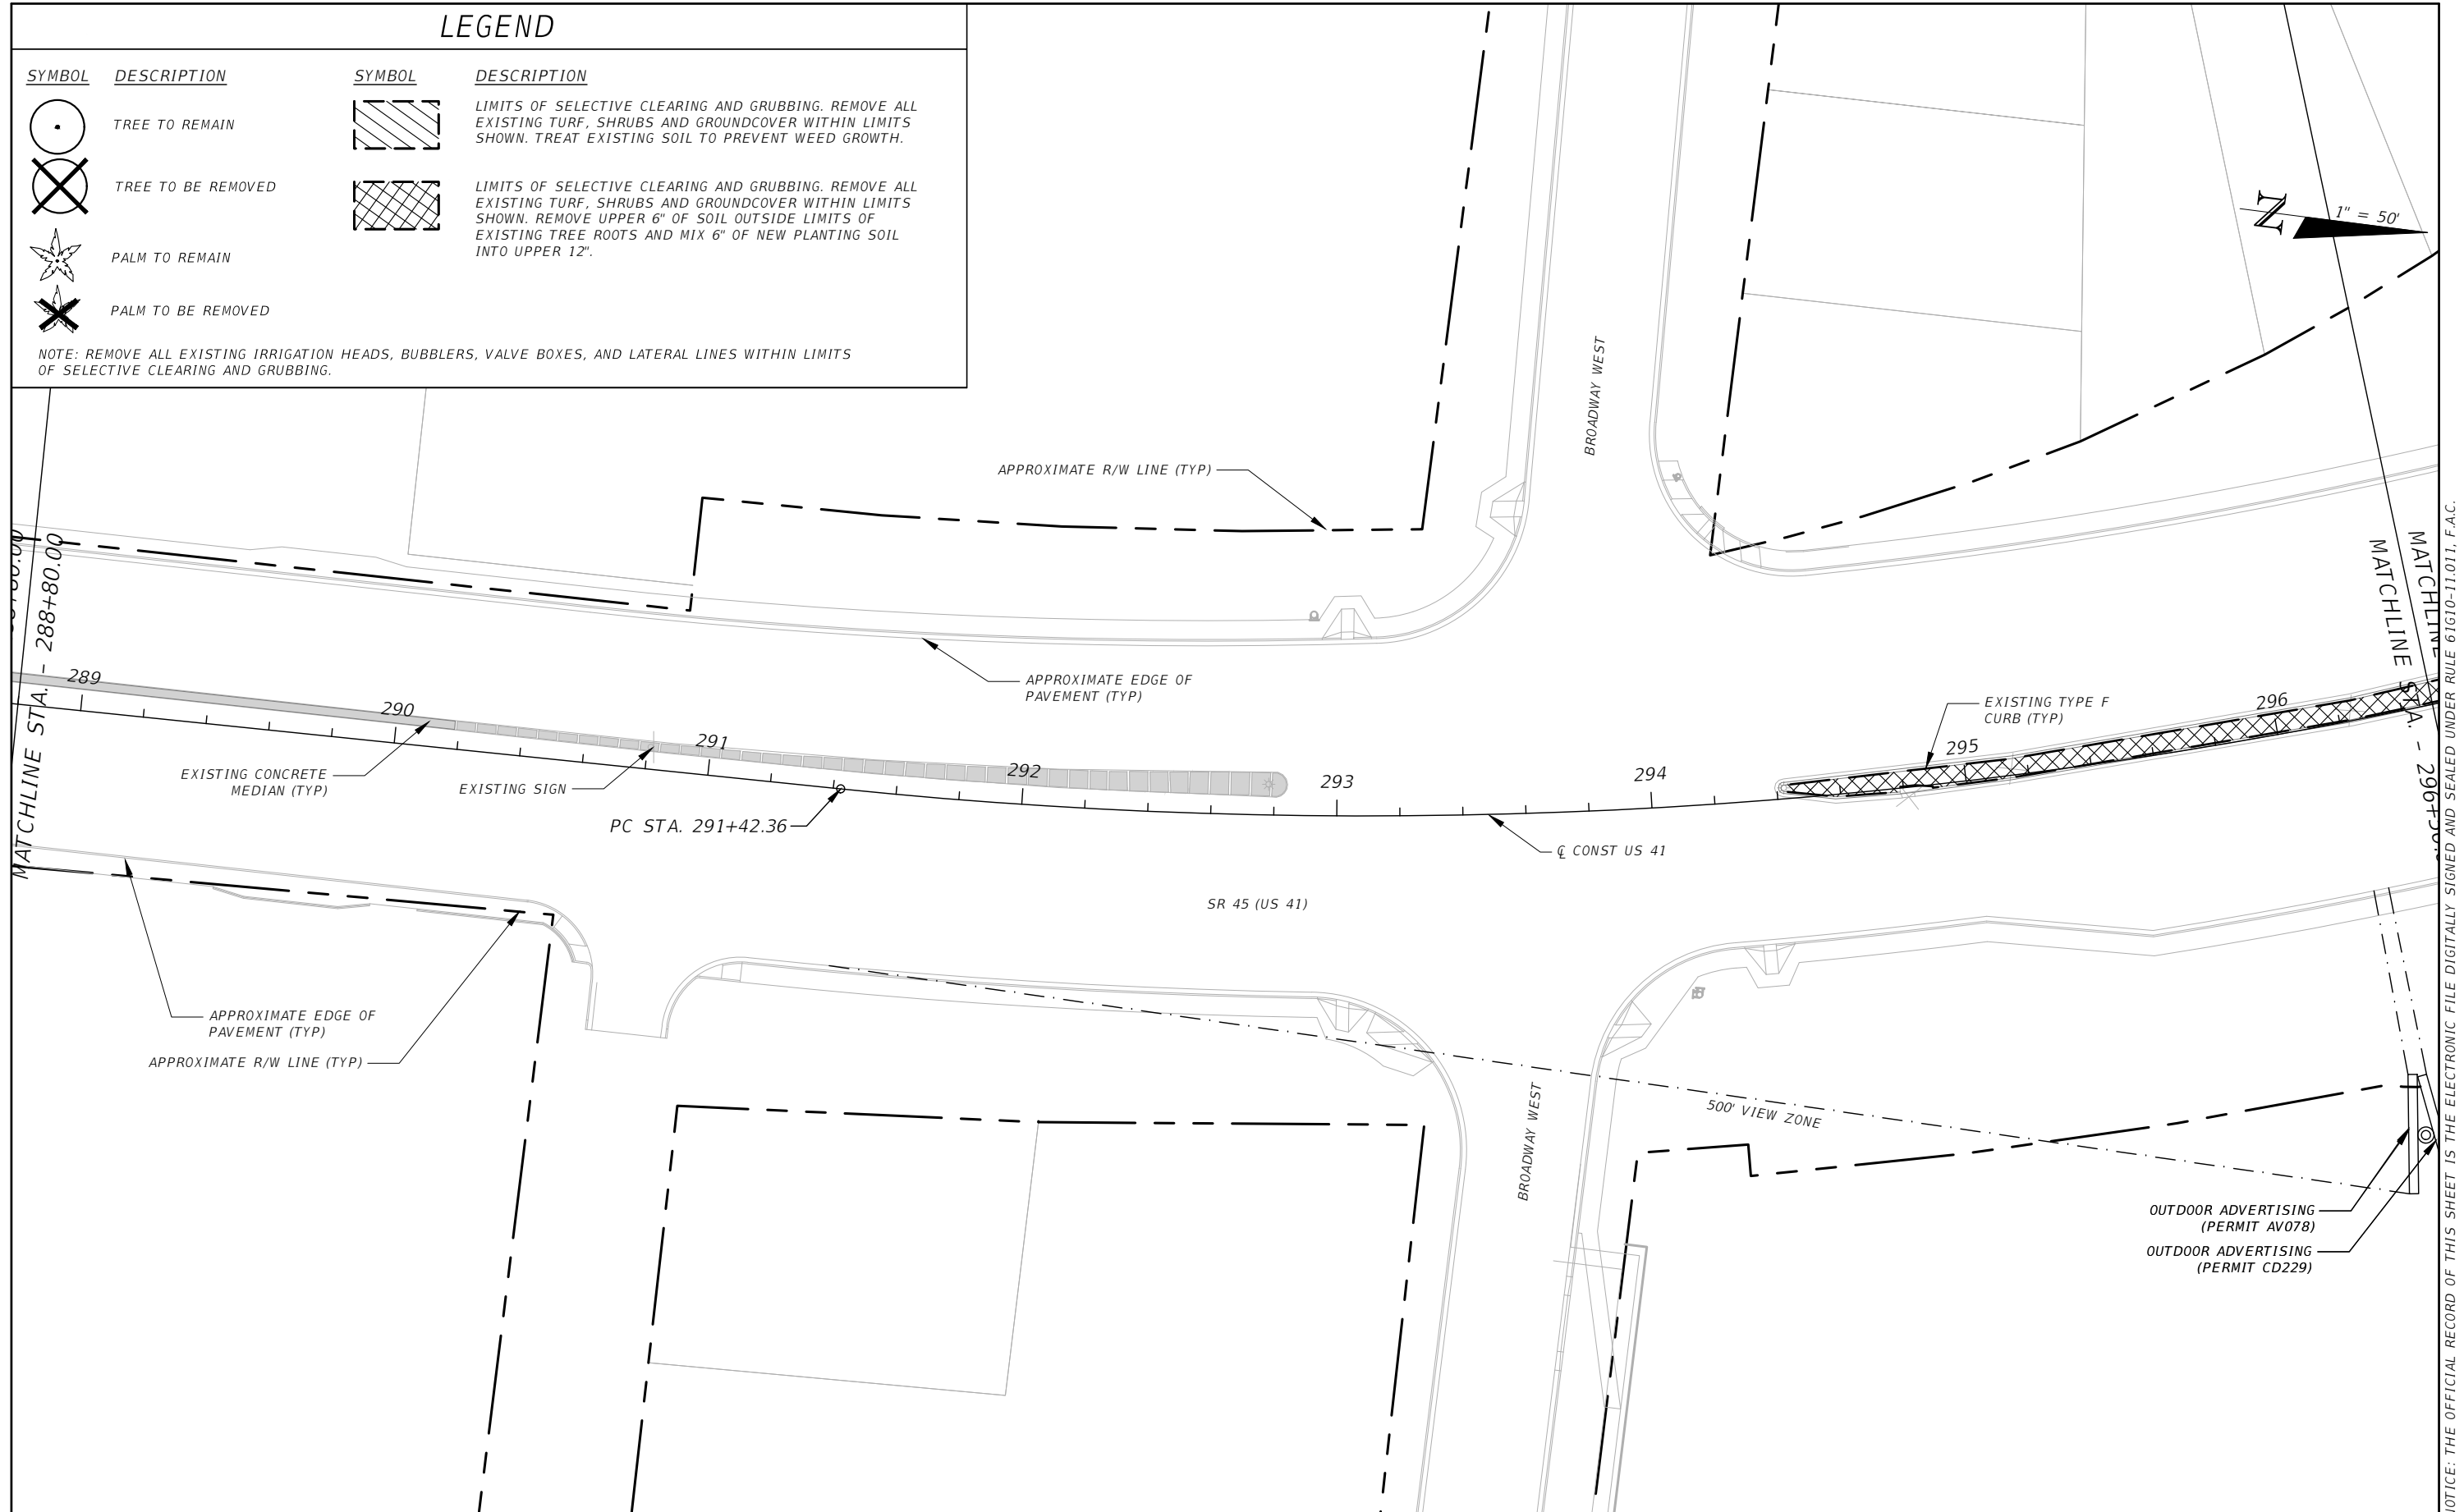 LEGEND
SYMBOL DESCRIPTION SYMBOL DESCRIPTION
TREE TO REMAIN
TREE TO BE REMOVED
PALM TO REMAIN
PALM TO BE REMOVED
LIMITS OF SELECTIVE CLEARING AND GRUBBING. REMOVE ALL
EXISTING TURF, SHRUBS AND GROUNDCOVER WITHIN LIMITS
SHOWN. TREAT EXISTING SOIL TO PREVENT WEED GROWTH.
LIMITS OF SELECTIVE CLEARING AND GRUBBING. REMOVE ALL
EXISTING TURF, SHRUBS AND GROUNDCOVER WITHIN LIMITS
SHOWN. REMOVE UPPER 6" OF SOIL OUTSIDE LIMITS OF
EXISTING TREE ROOTS AND MIX 6" OF NEW PLANTING SOIL
INTO UPPER 12".
NOTE: REMOVE ALL EXISTING IRRIGATION HEADS, BUBBLERS, VALVE BOXES, AND LATERAL LINES WITHIN LIMITS
OF SELECTIVE CLEARING AND GRUBBING.
N
1" = 50'
BROADWAY WEST
APPROXIMATE R/W LINE (TYP)
MATCHLINE STA. - 288+80.00
APPROXIMATE EDGE OF
PAVEMENT (TYP)
289
290
291
292
293
294
295
296
EXISTING TYPE F
CURB (TYP)
MATCHLINE
MATCHLINE STA. - 296+50.
EXISTING CONCRETE
MEDIAN (TYP)
EXISTING SIGN
PC STA. 291+42.36
℄ CONST US 41
SR 45 (US 41)
APPROXIMATE EDGE OF
PAVEMENT (TYP)
APPROXIMATE R/W LINE (TYP)
BROADWAY WEST
500' VIEW ZONE
OUTDOOR ADVERTISING
(PERMIT AV078)
OUTDOOR ADVERTISING
(PERMIT CD229)
NOTICE: THE OFFICIAL RECORD OF THIS SHEET IS THE ELECTRONIC FILE DIGITALLY SIGNED AND SEALED UNDER RULE 61G10-11.011, F.A.C.